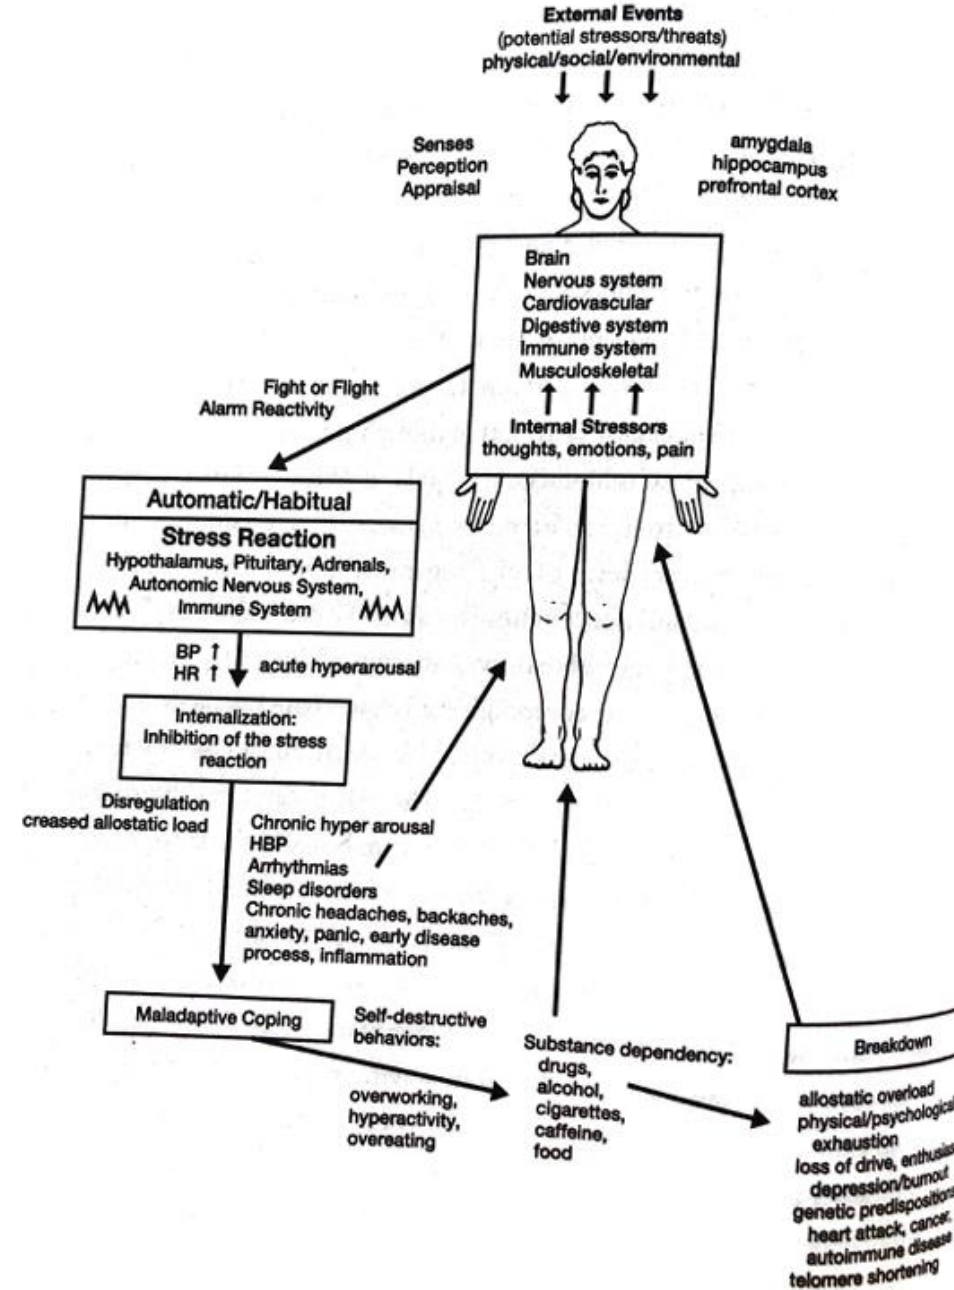 External Events
(potential stressors/threats)
physical/social/environmental
Senses
Perception
Appraisal
amygdala
hippocampus
prefrontal cortex
Brain
Nervous system
Cardiovascular
Digestive system
Immune system
Musculoskeletal
Internal Stressors
thoughts, emotions, pain
Fight or Flight
Alarm Reactivity
Automatic/Habitual
Stress Reaction
Hypothalamus, Pituitary, Adrenals,
Autonomic Nervous System,
Immune System
BP ↑
HR ↑
acute hyperarousal
Internalization:
Inhibition of the stress
reaction
Disregulation
creased allostatic load
Chronic hyper arousal
HBP
Arrhythmias
Sleep disorders
Chronic headaches, backaches,
anxiety, panic, early disease
process, inflammation
Maladaptive Coping
Self-destructive
behaviors:
overworking,
hyperactivity,
overeating
Substance dependency:
drugs,
alcohol,
cigarettes,
caffeine,
food
Breakdown
allostatic overload
physical/psychological
exhaustion
loss of drive, enthusias
depression/burnout
genetic predispositions
heart attack, cancer,
autoimmune disease
telomere shortening